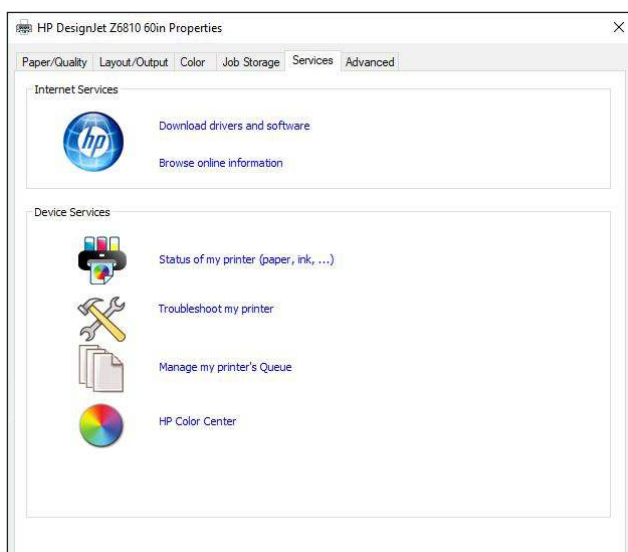 HP DesignJet Z6810 60in Properties
Paper/Quality Layout/Output Color Job Storage Services Advanced
Internet Services
hp
Download drivers and software
Browse online information
Device Services
Status of my printer (paper, ink, ...)
Troubleshoot my printer
Manage my printer's Queue
HP Color Center